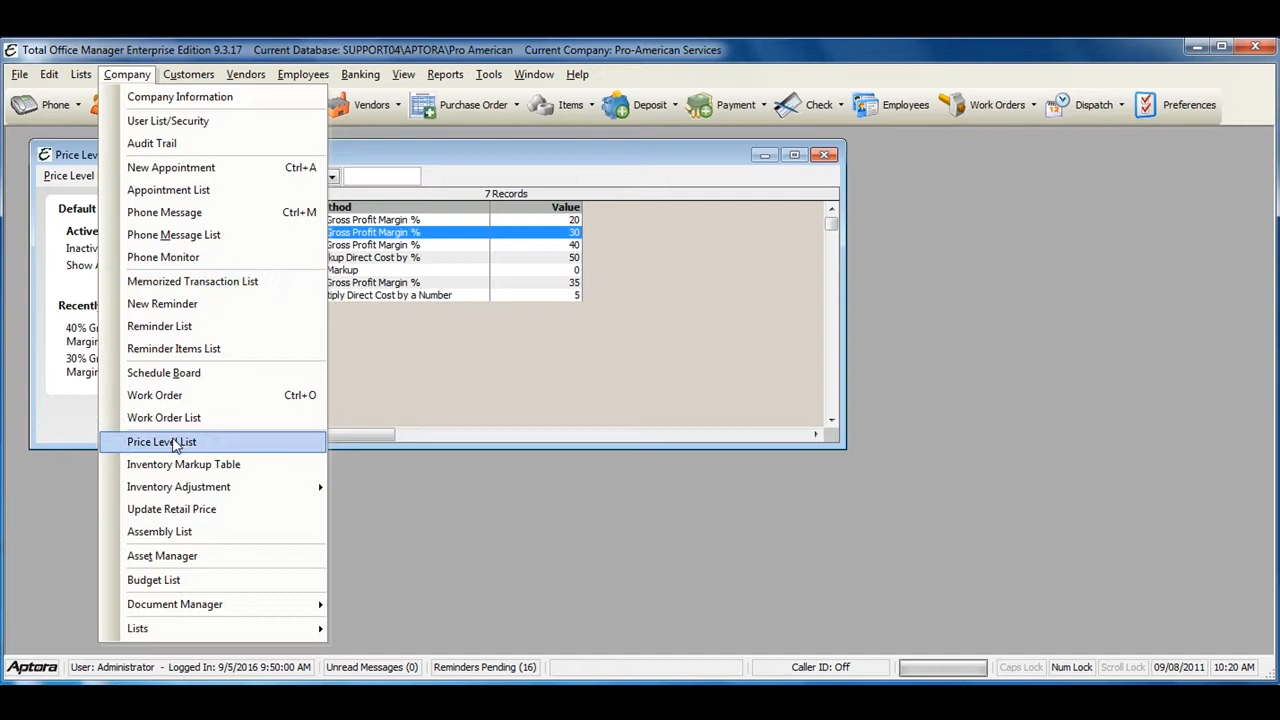 Total Office Manager Enterprise Edition 9.3.17 Current Database: SUPPORT04\APTORA\Pro American Current Company: Pro-American Services
File Edit Lists Company Customers Vendors Employees Banking View Reports Tools Window Help
Phone Vendors Purchase Order Items Deposit Payment Check Employees Work Orders Dispatch Preferences
Company Information
User List/Security
Audit Trail
New Appointment Ctrl+A
Appointment List
Phone Message Ctrl+M
Phone Message List
Phone Monitor
Memorized Transaction List
New Reminder
Reminder List
Reminder Items List
Schedule Board
Work Order Ctrl+O
Work Order List
Price Level List
Inventory Markup Table
Inventory Adjustment
Update Retail Price
Assembly List
Asset Manager
Budget List
Document Manager
Lists
Price Level
Default
Active
Inactiv
Show A
Recentl
40% G
Margin
30% G
Margin
7 Records
thod Value
Gross Profit Margin % 20
Gross Profit Margin % 30
Gross Profit Margin % 40
kup Direct Cost by % 50
Markup 0
Gross Profit Margin % 35
tiply Direct Cost by a Number 5
Aptora User: Administrator - Logged In: 9/5/2016 9:50:00 AM Unread Messages (0) Reminders Pending (16) Caller ID: Off Caps Lock Num Lock Scroll Lock 09/08/2011 10:20 AM